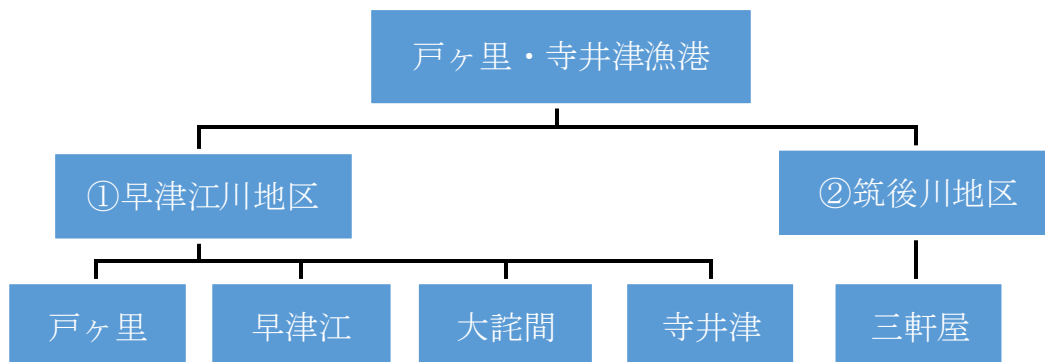 戸ヶ里・寺井津漁港
①早津江川地区
②筑後川地区
戸ヶ里
早津江
大詫間
寺井津
三軒屋